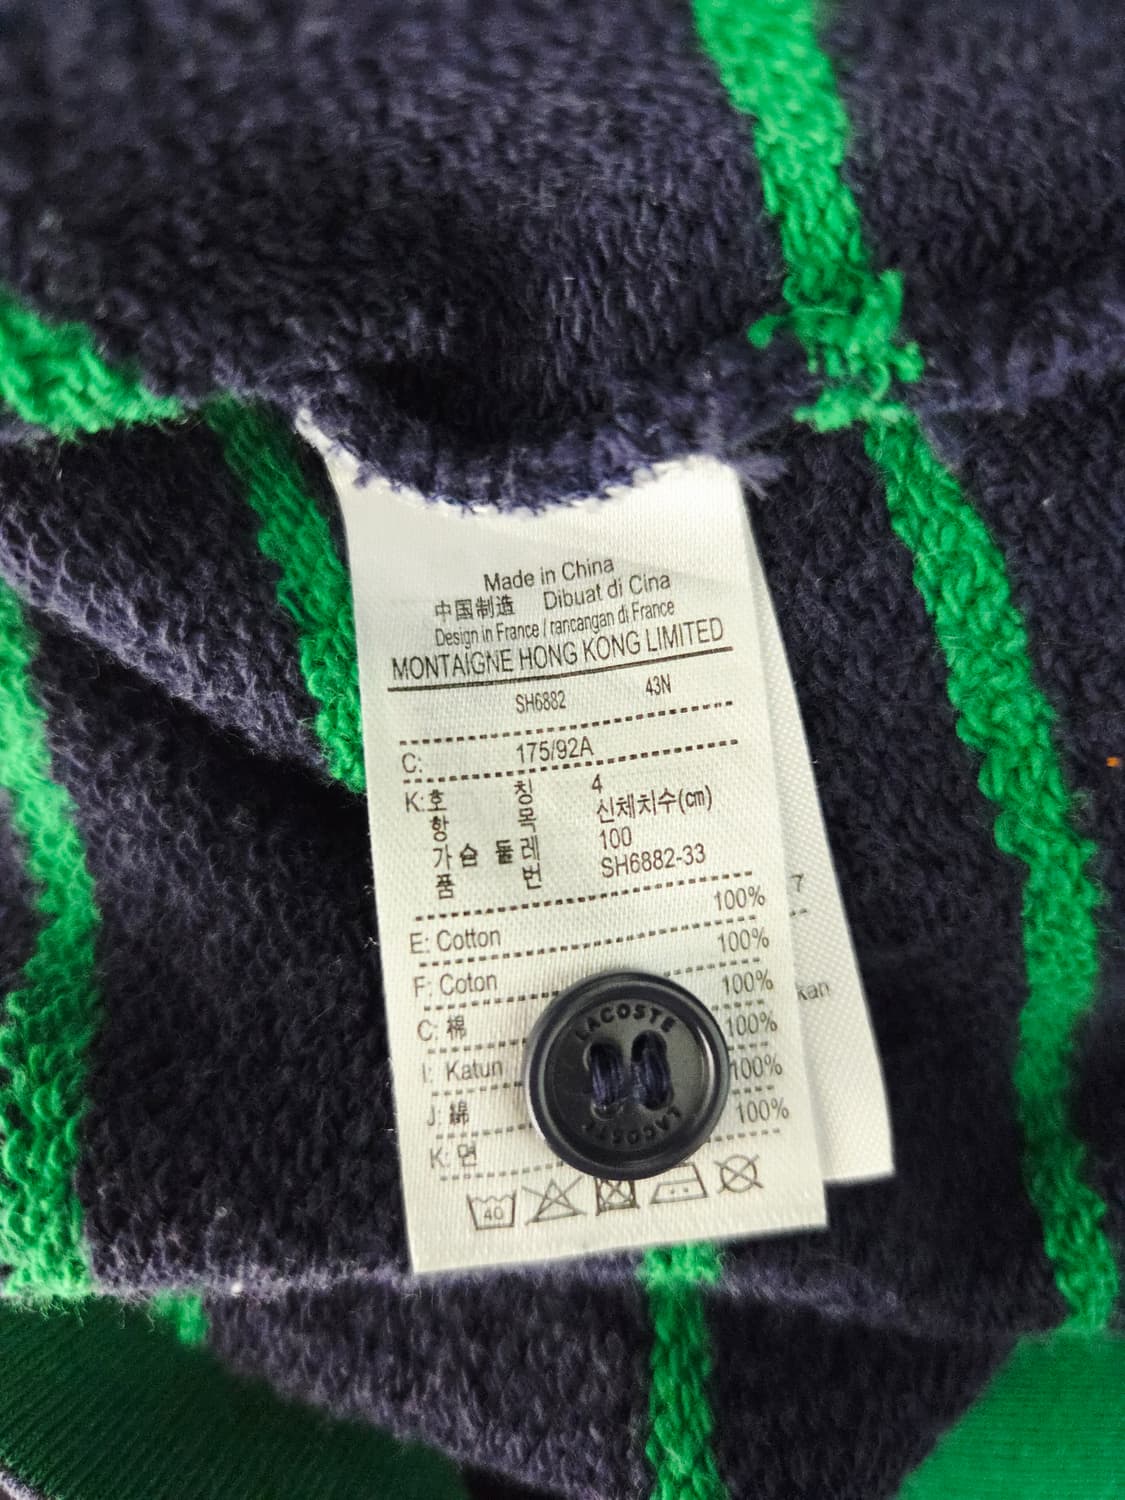 Made in China
中国制造 Dibuat di Cina
Design in France / rancangan di France
MONTAIGNE HONG KONG LIMITED
SH6882 43N
C: 175/92A
K:호 칭 4
항 목 신체치수(cm)
가슴 둘레 100
품 번 SH6882-33
E: Cotton 100%
F: Coton 100%
C: 棉 100%
I: Katun 100%
J: 綿 100%
K: 면 100%
40
LACOSTE
LACOSTE
7
kan